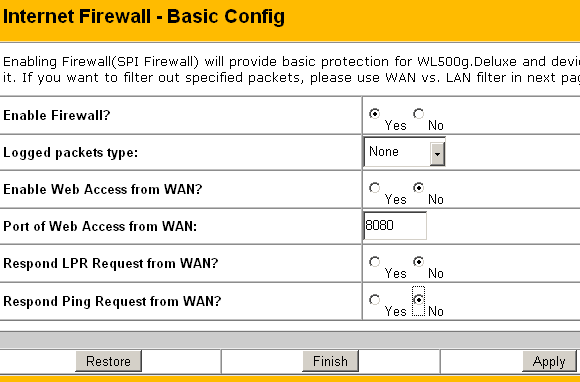 Internet Firewall - Basic Config
Enabling Firewall(SPI Firewall) will provide basic protection for WL500g.Deluxe and devi
it. If you want to filter out specified packets, please use WAN vs. LAN filter in next pa
Enable Firewall? Yes No
Logged packets type: None
Enable Web Access from WAN? Yes No
Port of Web Access from WAN: 8080
Respond LPR Request from WAN? Yes No
Respond Ping Request from WAN? Yes No
Restore Finish Apply